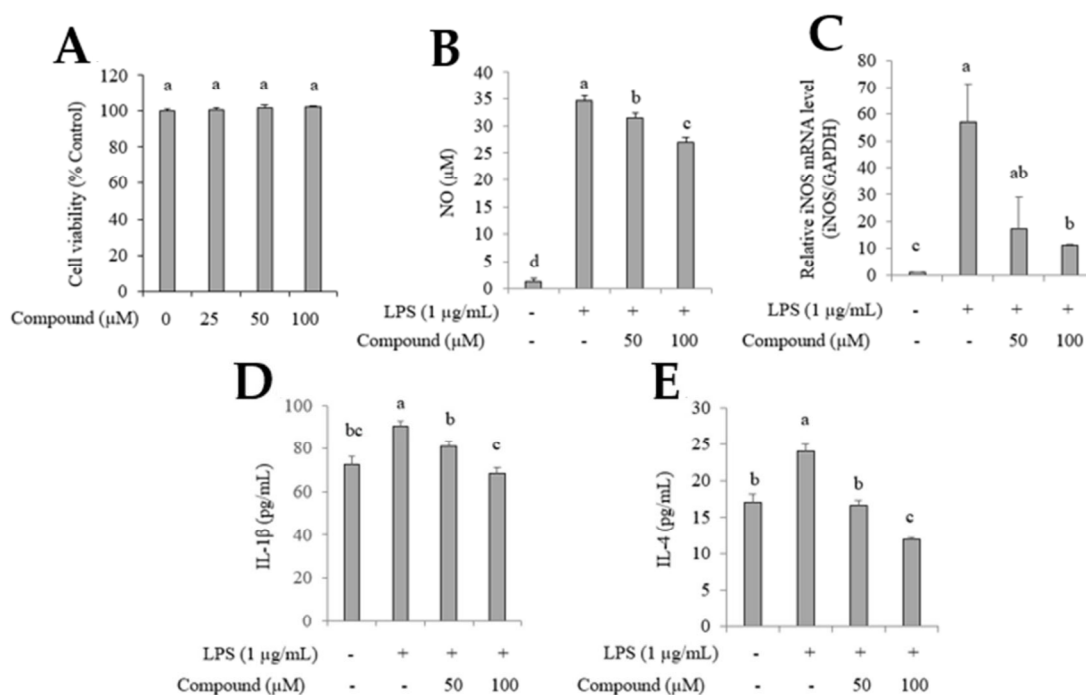 A
Cell viability (% Control)
120
100
80
60
40
20
0
a a a a
Compound (µM) 0 25 50 100
B
NO (µM)
40
35
30
25
20
15
10
5
0
d a b c
LPS (1 µg/mL) - + + +
Compound (µM) - - 50 100
C
Relative iNOS mRNA level
(iNOS/GAPDH)
80
70
60
50
40
30
20
10
0
c a ab b
LPS (1 µg/mL) - + + +
Compound (µM) - - 50 100
D
IL-1β (pg/mL)
100
80
60
40
20
0
bc a b c
LPS (1 µg/mL) - + + +
Compound (µM) - - 50 100
E
IL-4 (pg/mL)
30
25
20
15
10
5
0
b a b c
LPS (1 µg/mL) - + + +
Compound (µM) - - 50 100